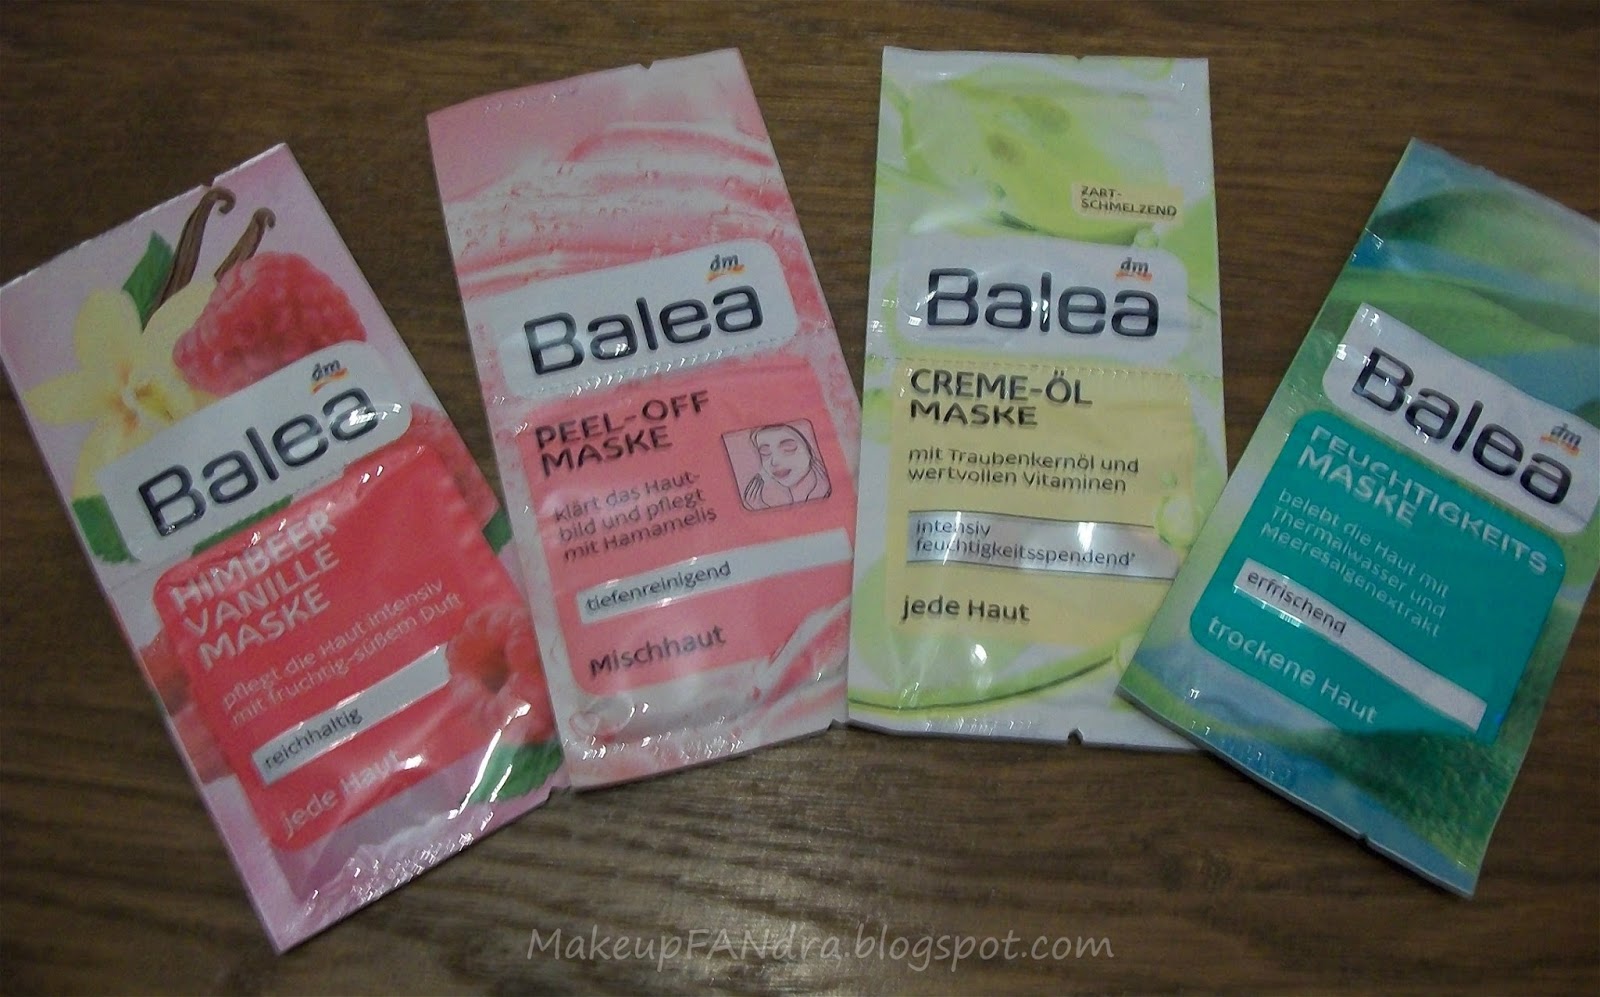 dm
Balea
HIMBEER
VANILLE
MASKE
pflegt die Haut intensiv
mit fruchtig-süßem Duft
reichhaltig
jede Haut
dm
Balea
PEEL-OFF
MASKE
klärt das Haut-
bild und pflegt
mit Hamamelis
tiefenreinigend
Mischhaut
ZART-
SCHMELZEND
dm
Balea
CREME-ÖL
MASKE
mit Traubenkernöl und
wertvollen Vitaminen
intensiv
feuchtigkeitsspendend*
jede Haut
dm
Balea
FEUCHTIGKEITS
MASKE
belebt die Haut mit
Thermalwasser und
Meeresalgenextrakt
erfrischend
trockene Haut
MakeupFANdra.blogspot.com